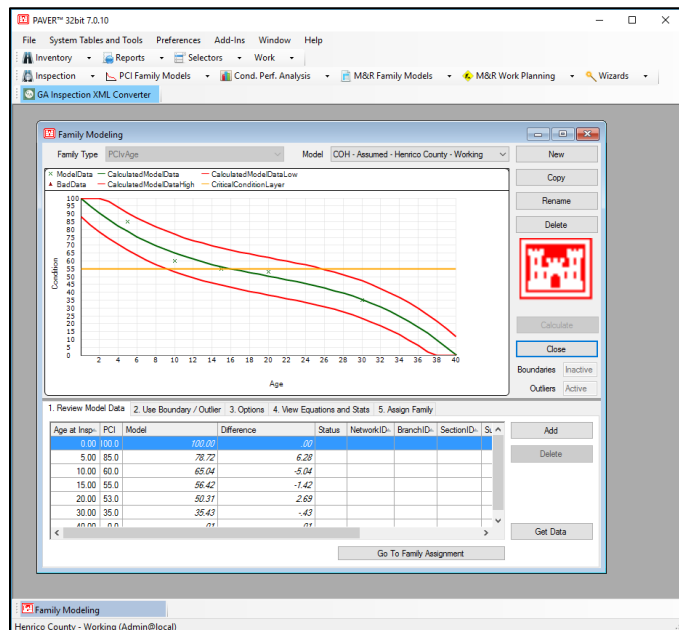 PAVER™ 32bit 7.0.10
File System Tables and Tools Preferences Add-Ins Window Help
Inventory Reports Selectors Work
Inspection PCI Family Models Cond. Perf. Analysis M&R Family Models M&R Work Planning Wizards
GA Inspection XML Converter
Family Modeling
Family Type PCIvAge Model COH - Assumed - Henrico County - Working New
Copy
ModelData CalculatedModelData CalculatedModelDataLow
BadData CalculatedModelDataHigh CriticalConditionLayer
Rename
Delete
Condition
100
95
90
85
80
75
70
65
60
55
50
45
40
35
30
25
20
15
10
5
0
2 4 6 8 10 12 14 16 18 20 22 24 26 28 30 32 34 36 38 40
Age
Calculate
Close
Boundaries Inactive
Outliers Active
1. Review Model Data 2. Use Boundary / Outlier 3. Options 4. View Equations and Stats 5. Assign Family
Age at Insp PCI Model Difference Status NetworkID BranchID SectionID Su
0.00 100.0 100.00 .00
5.00 85.0 78.72 6.28
10.00 60.0 65.04 -5.04
15.00 55.0 56.42 -1.42
20.00 53.0 50.31 2.69
30.00 35.0 35.43 -.43
40.00 0.0 .01 -.01
Add
Delete
Get Data
Go To Family Assignment
Family Modeling
Henrico County - Working (Admin@local)